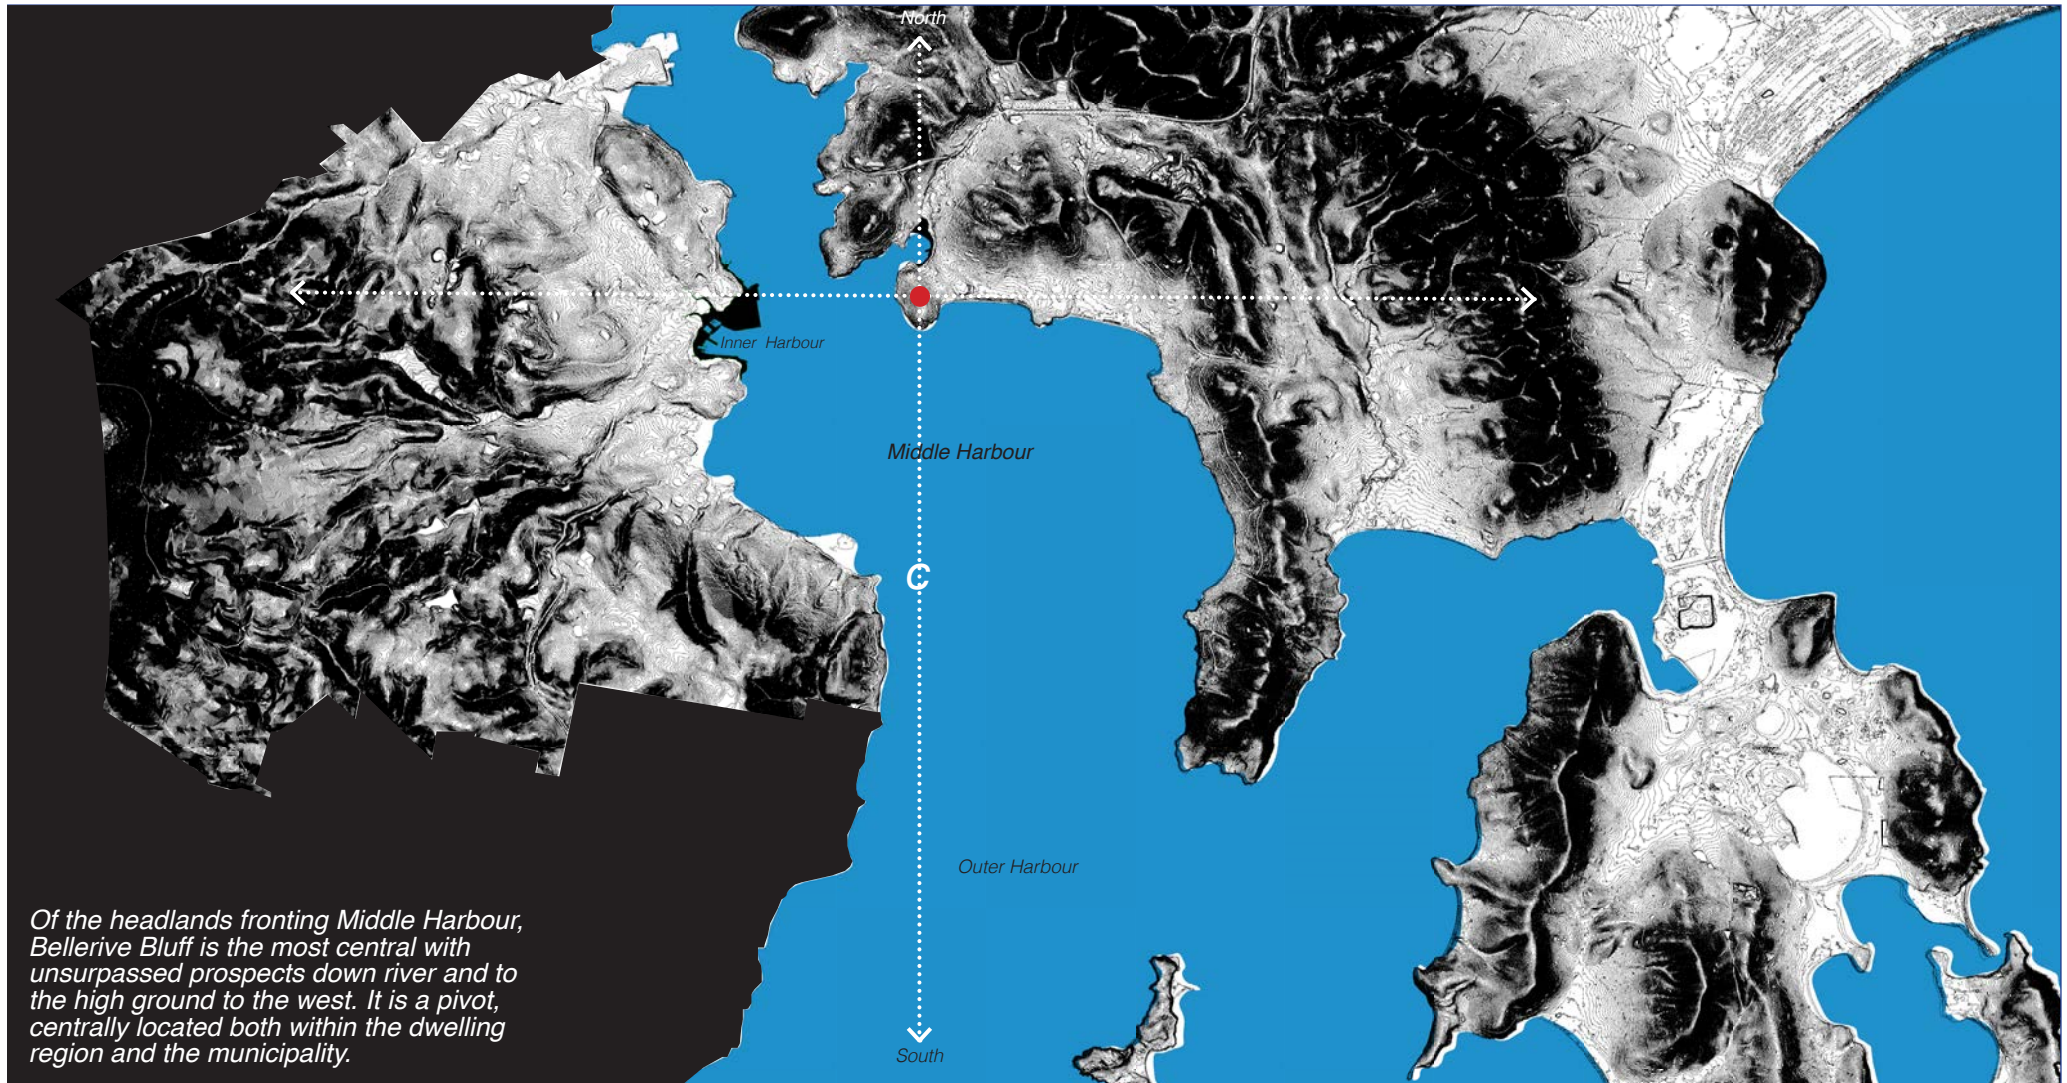 North
Inner Harbour
Middle Harbour
C
Outer Harbour
Of the headlands fronting Middle Harbour,
Bellerive Bluff is the most central with
unsurpassed prospects down river and to
the high ground to the west. It is a pivot,
centrally located both within the dwelling
region and the municipality.
South